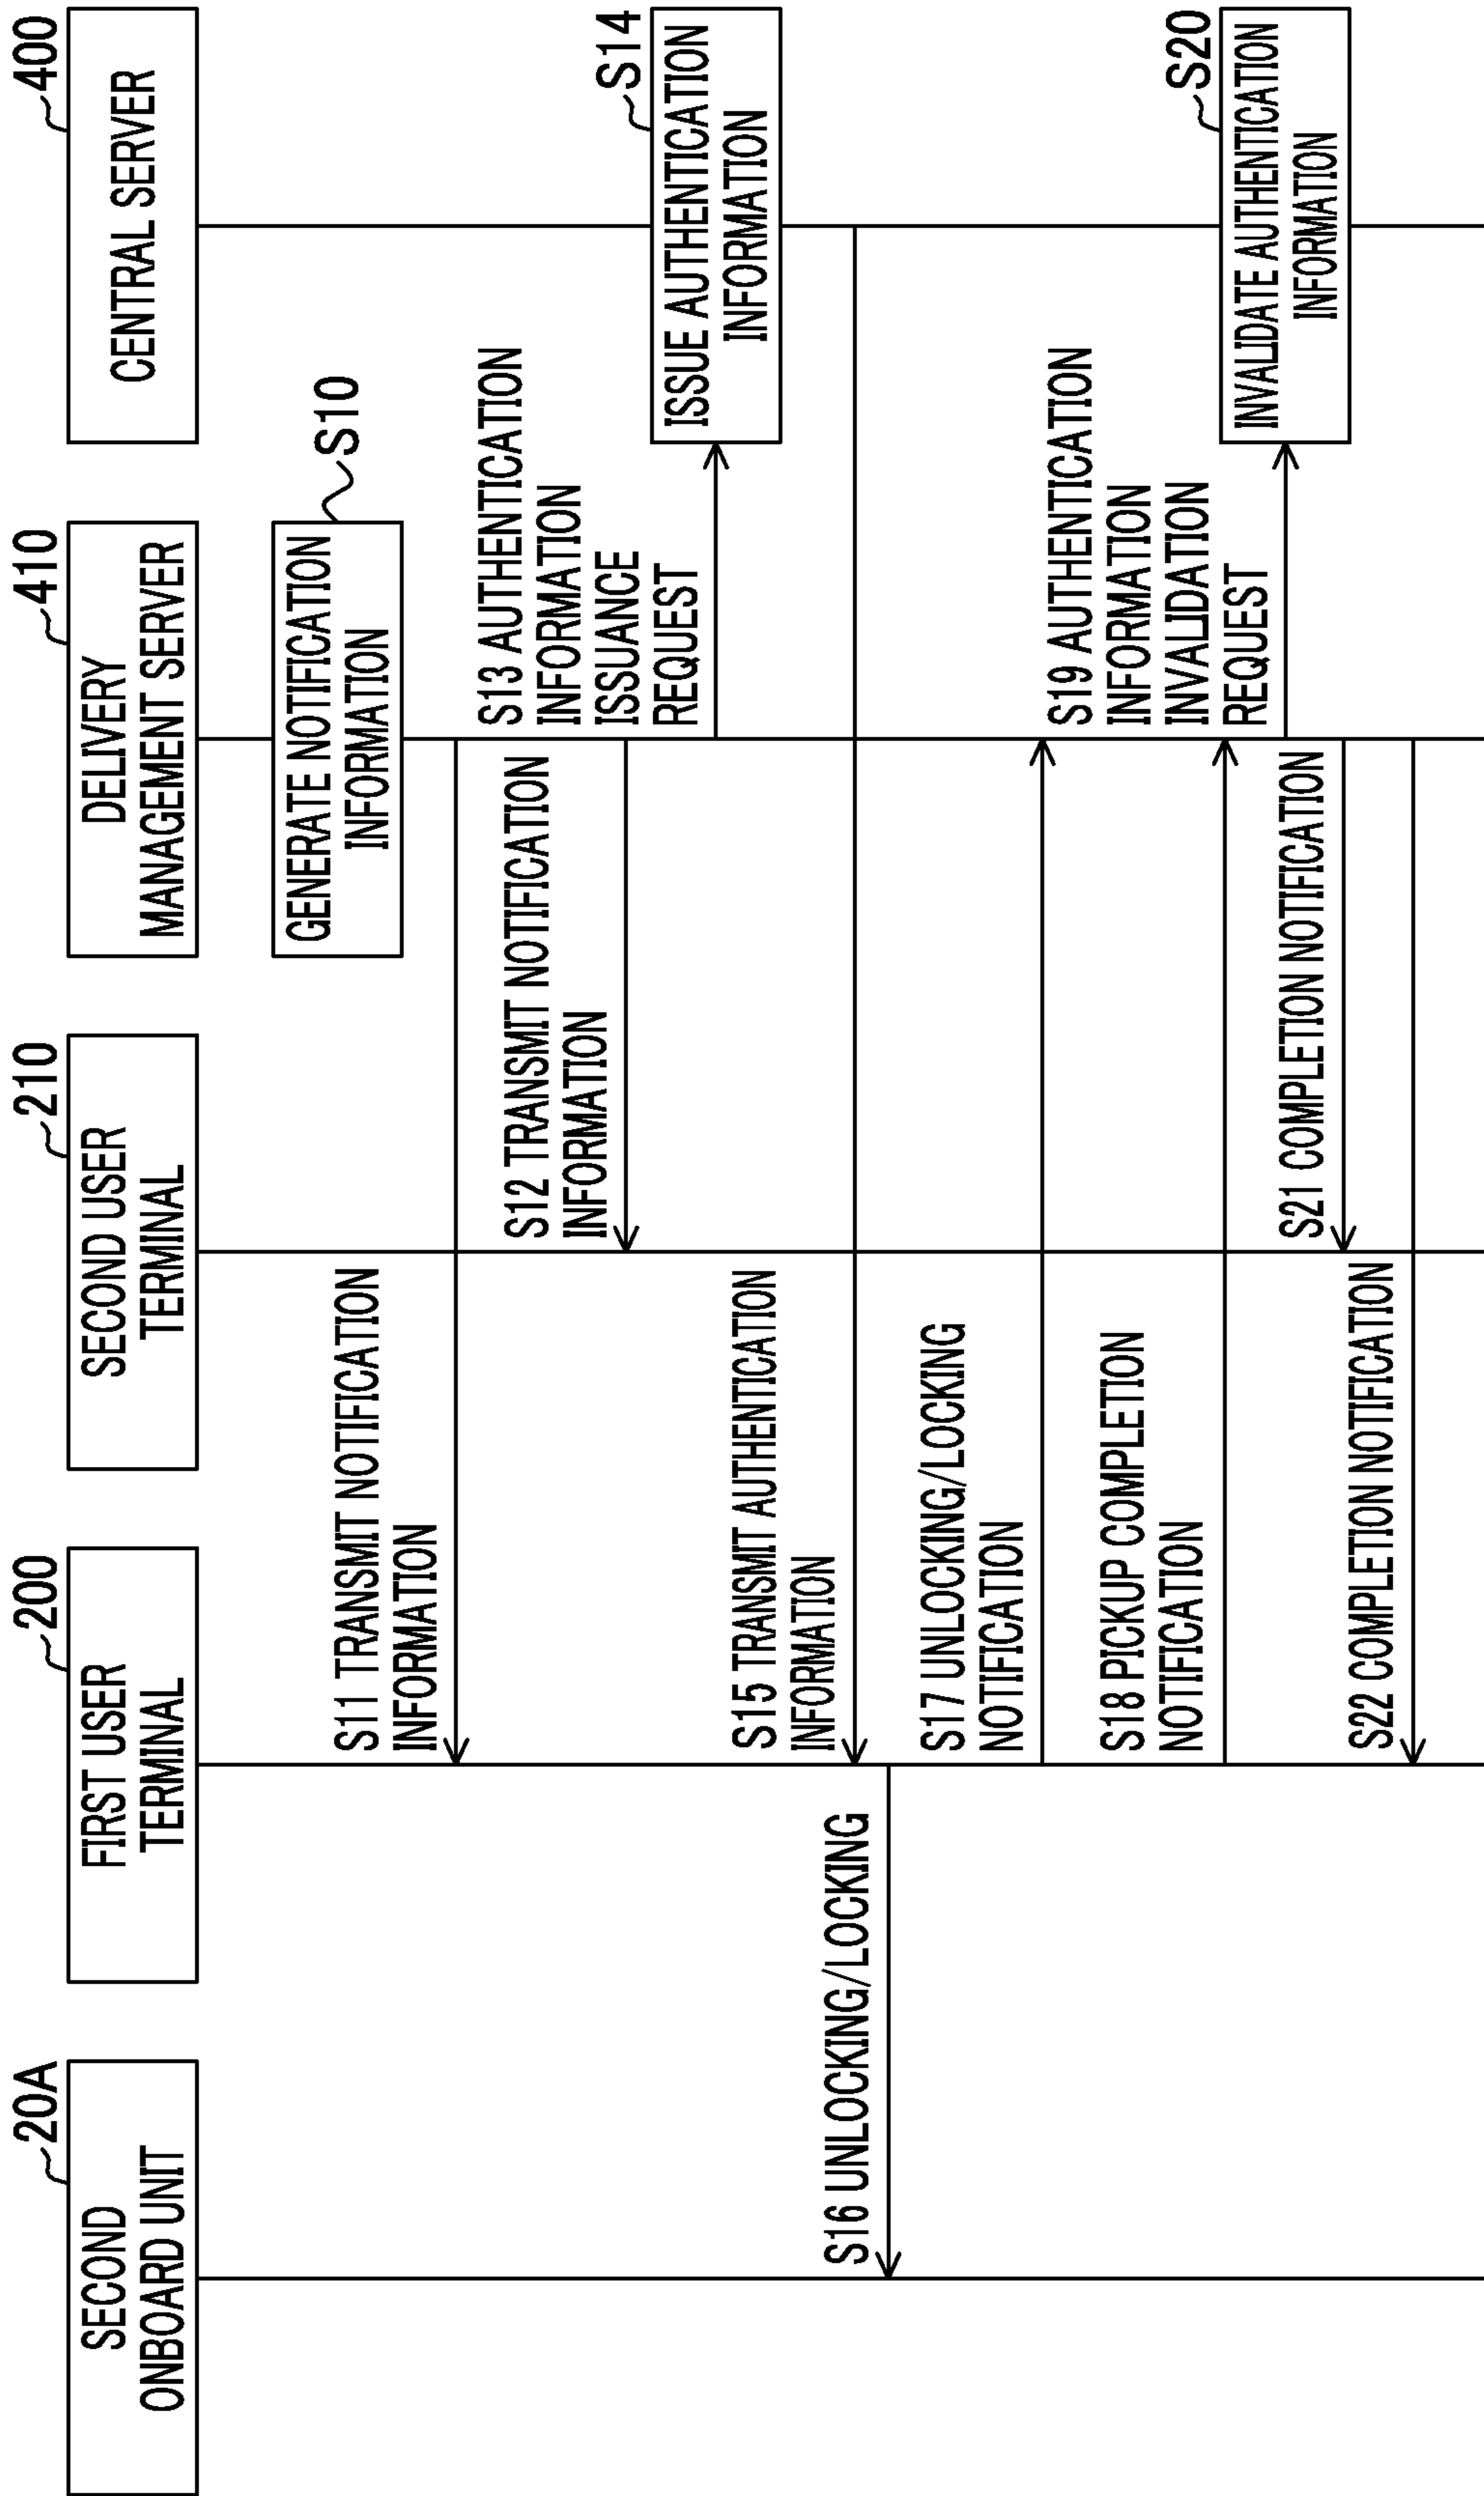 20A
SECOND
ONBOARD UNIT
200
FIRST USER
TERMINAL
210
SECOND USER
TERMINAL
410
DELIVERY
MANAGEMENT SERVER
400
CENTRAL SERVER
S10
GENERATE NOTIFICATION
INFORMATION
S11 TRANSMIT NOTIFICATION
INFORMATION
S12 TRANSMIT NOTIFICATION
INFORMATION
S13 AUTHENTICATION
INFORMATION
ISSUANCE
REQUEST
S14
ISSUE AUTHENTICATION
INFORMATION
S15 TRANSMIT AUTHENTICATION
INFORMATION
S16 UNLOCKING/LOCKING
S17 UNLOCKING/LOCKING
NOTIFICATION
S18 PICKUP COMPLETION
NOTIFICATION
S19 AUTHENTICATION
INFORMATION
INVALIDATION
REQUEST
S20
INVALIDATE AUTHENTICATION
INFORMATION
S21 COMPLETION NOTIFICATION
S22 COMPLETION NOTIFICATION